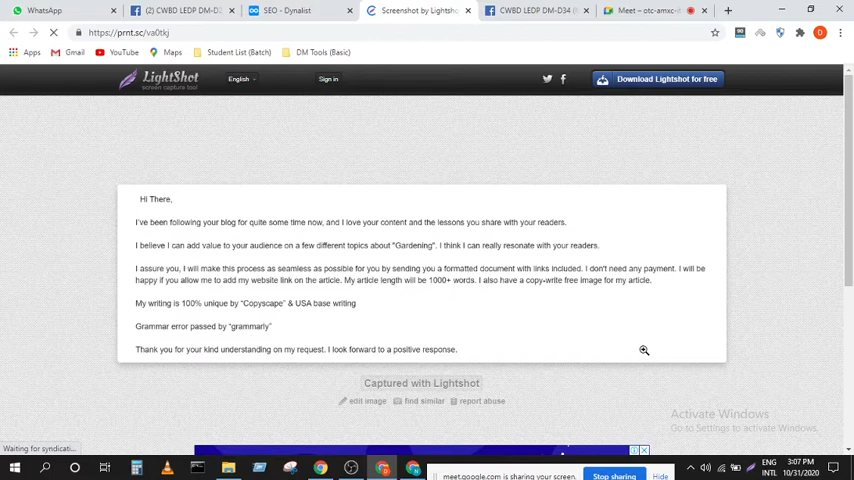 WhatsApp
(2) CWBD LEDP DM-D2
SEO - Dynalist
Screenshot by Lightsh
CWBD LEDP DM-D34 (
Meet – otc-amxc-it
https://prnt.sc/va0tkj
Apps
Gmail
YouTube
Maps
Student List (Batch)
DM Tools (Basic)
LightShot
screen capture tool
English
Sign in
Download Lightshot for free
Hi There,
I've been following your blog for quite some time now, and I love your content and the lessons you share with your readers.
I believe I can add value to your audience on a few different topics about "Gardening". I think I can really resonate with your readers.
I assure you, I will make this process as seamless as possible for you by sending you a formatted document with links included. I don't need any payment. I will be
happy if you allow me to add my website link on the article. My article length will be 1000+ words. I also have a copy-write free image for my article.
My writing is 100% unique by “Copyscape” & USA base writing
Grammar error passed by “grammarly”
Thank you for your kind understanding on my request. I look forward to a positive response.
Captured with Lightshot
edit image
find similar
report abuse
Activate Windows
Go to Settings to activate Windows.
Waiting for syndicati...
meet.google.com is sharing your screen.
Stop sharing
Hide
ENG
INTL
3:07 PM
10/31/2020